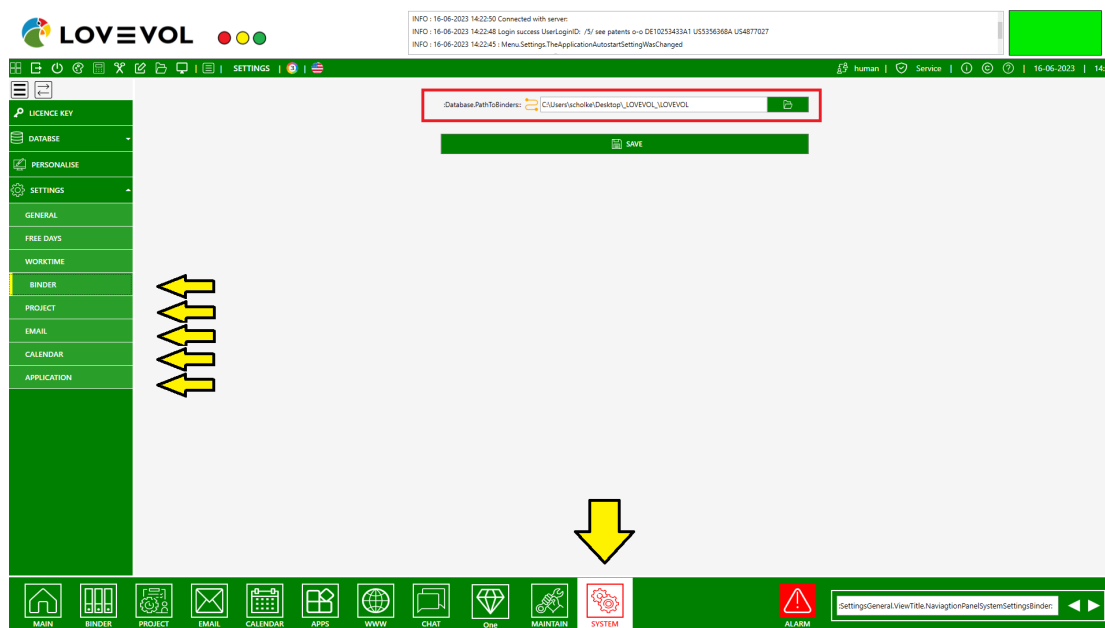 LOVEVOL
INFO : 16-06-2023 14:22:50 Connected with server:
INFO : 16-06-2023 14:22:48 Login success UserLoginID: /5/ see patents o-o DE10253433A1 US5356368A US4877027
INFO : 16-06-2023 14:22:45 : Menu.Settings.TheApplicationAutostartSettingWasChanged
| SETTINGS | |
human | Service | | 16-06-2023 | 14:
LICENCE KEY
DATABSE
PERSONALISE
SETTINGS
GENERAL
FREE DAYS
WORKTIME
BINDER
PROJECT
EMAIL
CALENDAR
APPLICATION
:Database.PathToBinders: C:\Users\scholke\Desktop\_LOVEVOL_\LOVEVOL
SAVE
MAIN BINDER PROJECT EMAIL CALENDAR APPS WWW CHAT One MAINTAIN SYSTEM ALARM
:SettingsGeneral.ViewTitle.NaviagtionPanelSystemSettingsBinder: